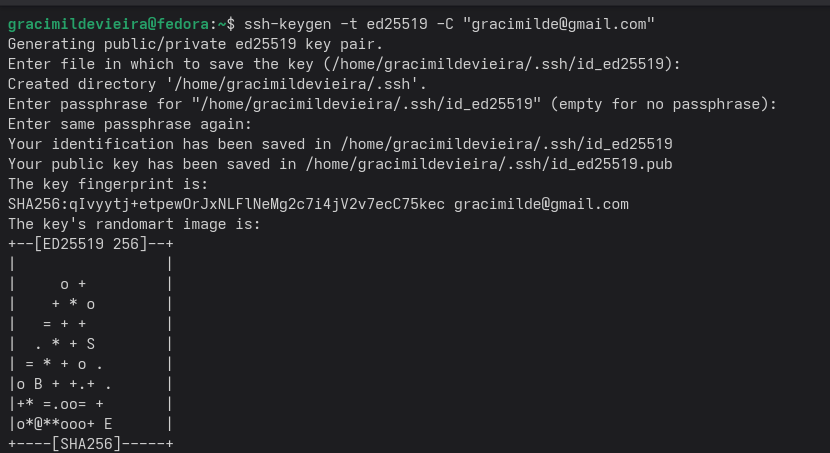 gracimildevieira@fedora:~$ ssh-keygen -t ed25519 -C "gracimilde@gmail.com"
Generating public/private ed25519 key pair.
Enter file in which to save the key (/home/gracimildevieira/.ssh/id_ed25519):
Created directory '/home/gracimildevieira/.ssh'.
Enter passphrase for "/home/gracimildevieira/.ssh/id_ed25519" (empty for no passphrase):
Enter same passphrase again:
Your identification has been saved in /home/gracimildevieira/.ssh/id_ed25519
Your public key has been saved in /home/gracimildevieira/.ssh/id_ed25519.pub
The key fingerprint is:
SHA256:qIvyytj+etpewOrJxNLFlNeMg2c7i4jV2v7ecC75kec gracimilde@gmail.com
The key's randomart image is:
+--[ED25519 256]--+
|                 |
|     o +         |
|    + * o        |
|   = + +         |
|  . * + S        |
| = * + o .       |
|o B + +.+ .      |
|+* =.oo= +       |
|o*@**ooo+ E      |
+----[SHA256]-----+